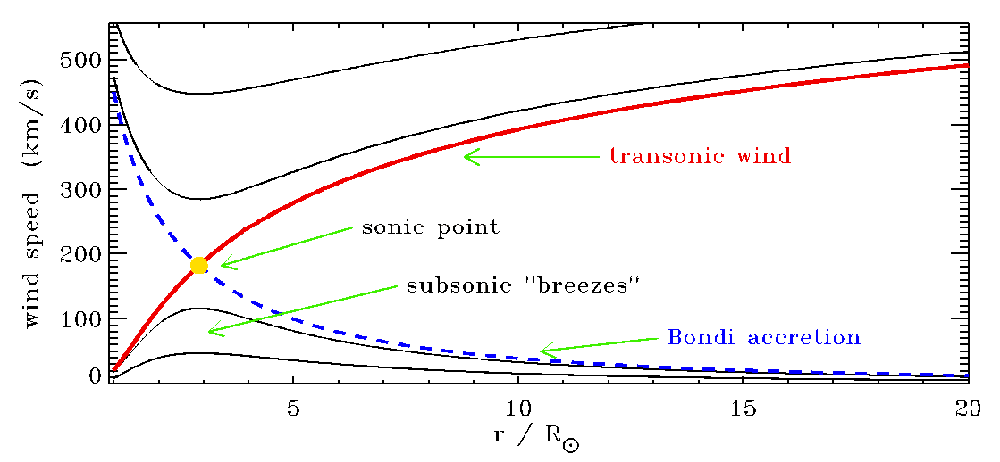 wind speed (km/s)
500
400
300
200
100
0
transonic wind
sonic point
subsonic "breezes"
Bondi accretion
5 10 15 20
r / R☉